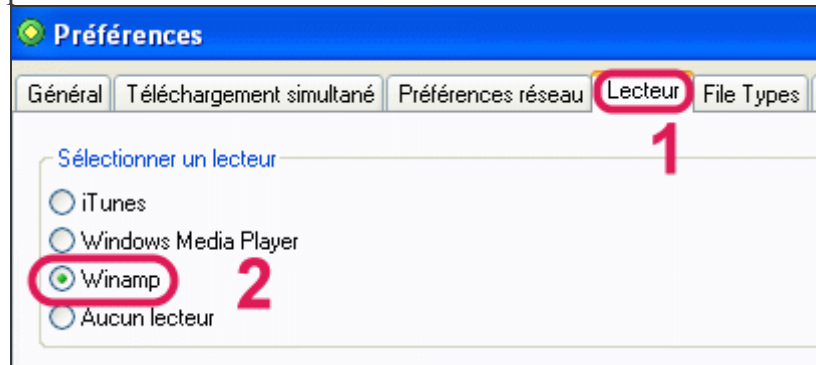 Préférences
Général Téléchargement simultané Préférences réseau Lecteur File Types
1
Sélectionner un lecteur
iTunes
Windows Media Player
Winamp 2
Aucun lecteur